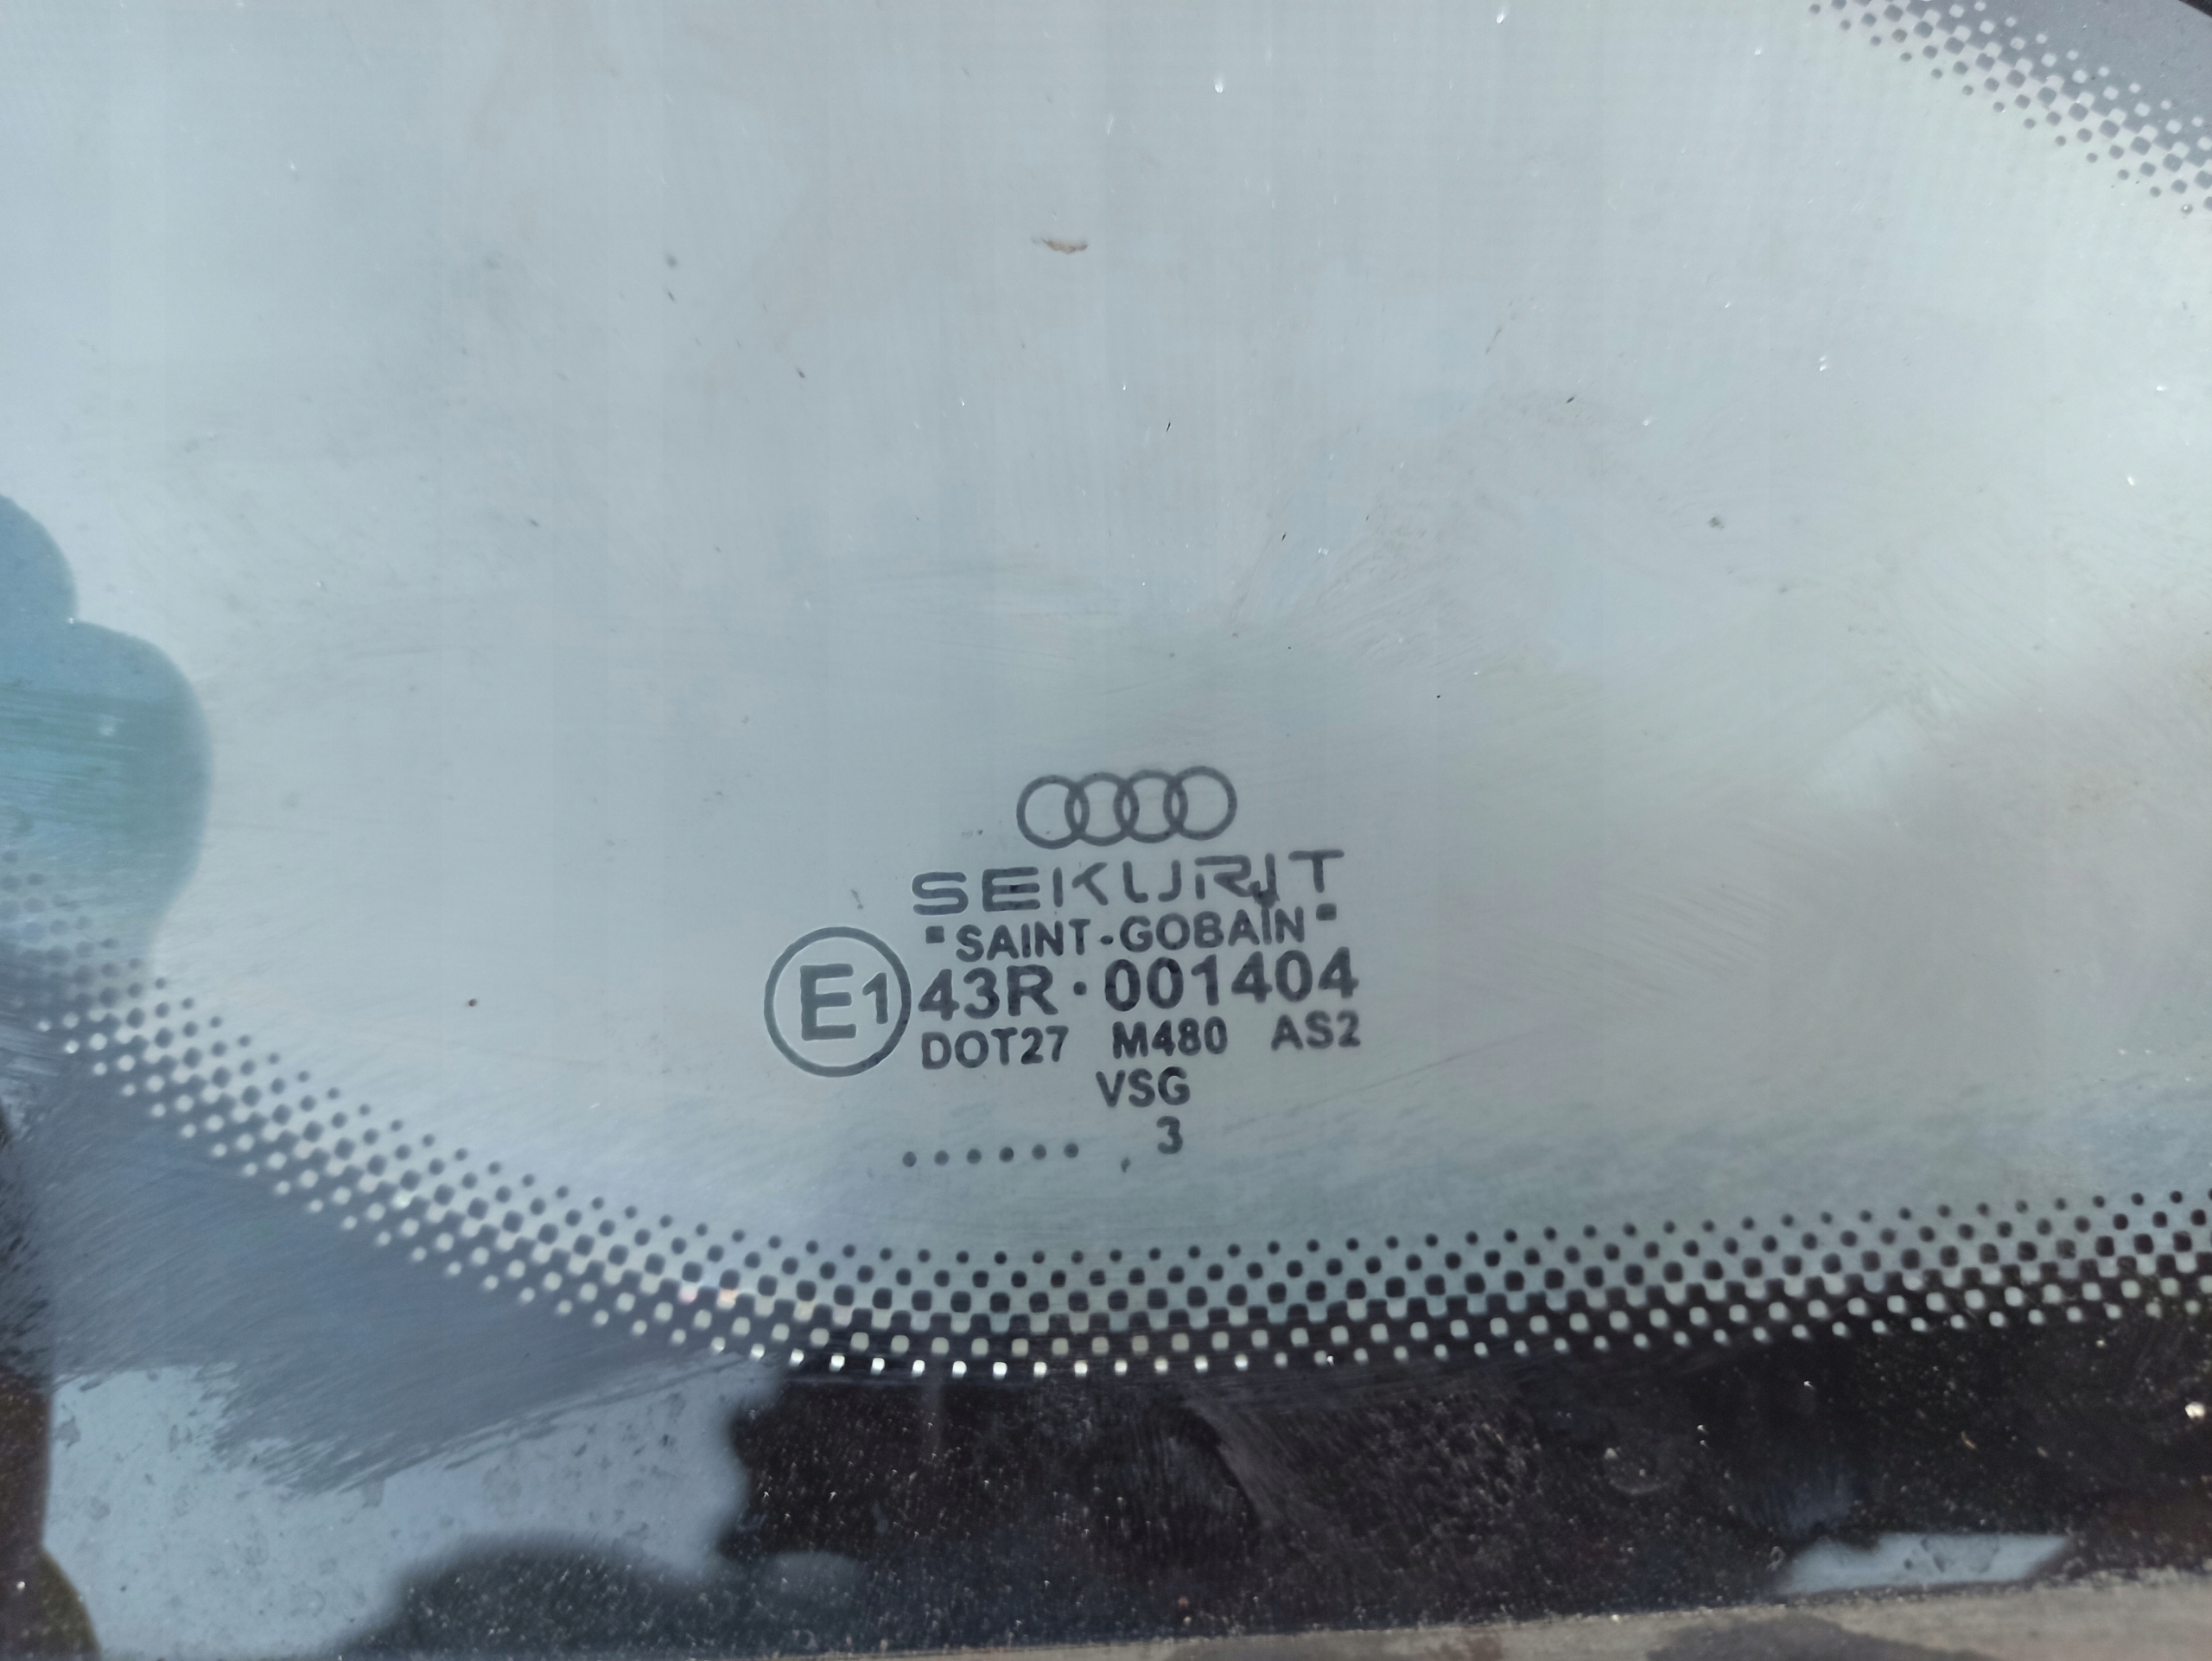 SEKURIT
"SAINT-GOBAIN"
E1 43R·001404
DOT27 M480 AS2
VSG
...... . 3